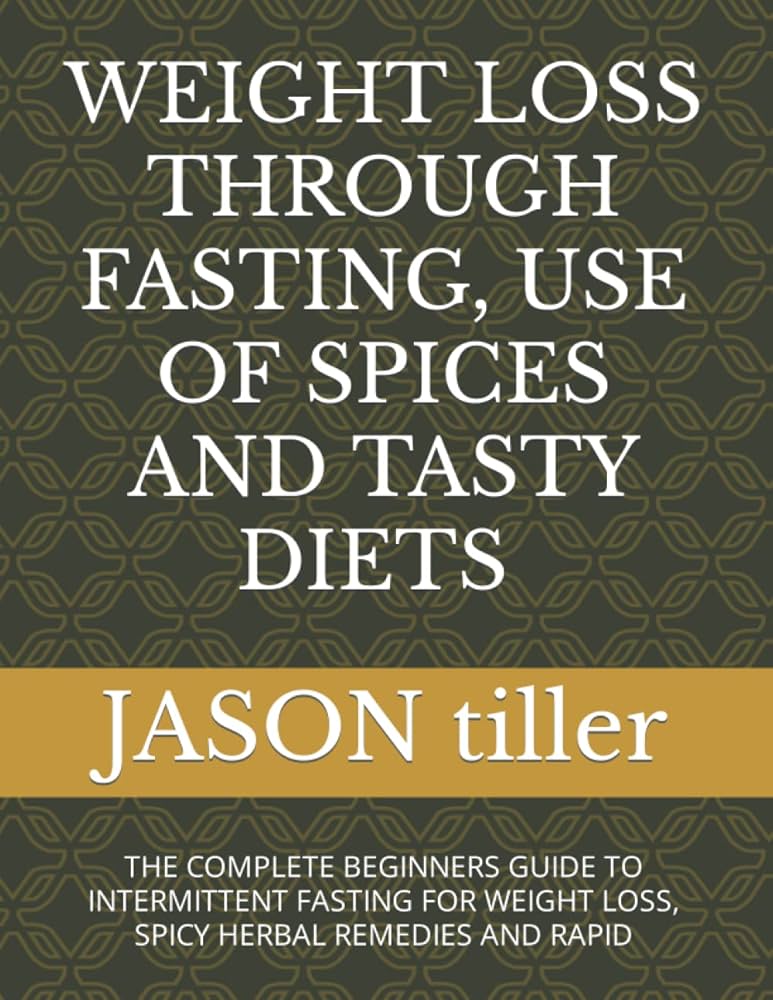 WEIGHT LOSS
THROUGH
FASTING, USE
OF SPICES
AND TASTY
DIETS
JASON tiller
THE COMPLETE BEGINNERS GUIDE TO
INTERMITTENT FASTING FOR WEIGHT LOSS,
SPICY HERBAL REMEDIES AND RAPID